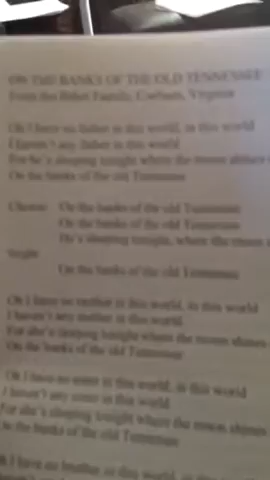 ON THE BANKS OF THE OLD TENNESSEE
From the Family, Coeburn, Virginia
Oh I have no father in this world, in this world
I haven't any father in this world
For he's sleeping tonight where the moon shines
On the banks of the old Tennessee
Chorus: On the banks of the old Tennessee
On the banks of the old Tennessee
He's sleeping tonight, where the moon
On the banks of the old Tennessee
Oh I have no mother in this world, in this world
I haven't any mother in this world
For she's sleeping tonight where the moon shines
On the banks of the old Tennessee
Oh I have no sister in this world, in this world
I haven't any sister in this world
For she's sleeping tonight where the moon shines
On the banks of the old Tennessee
Oh I have no brother in this world, in this world